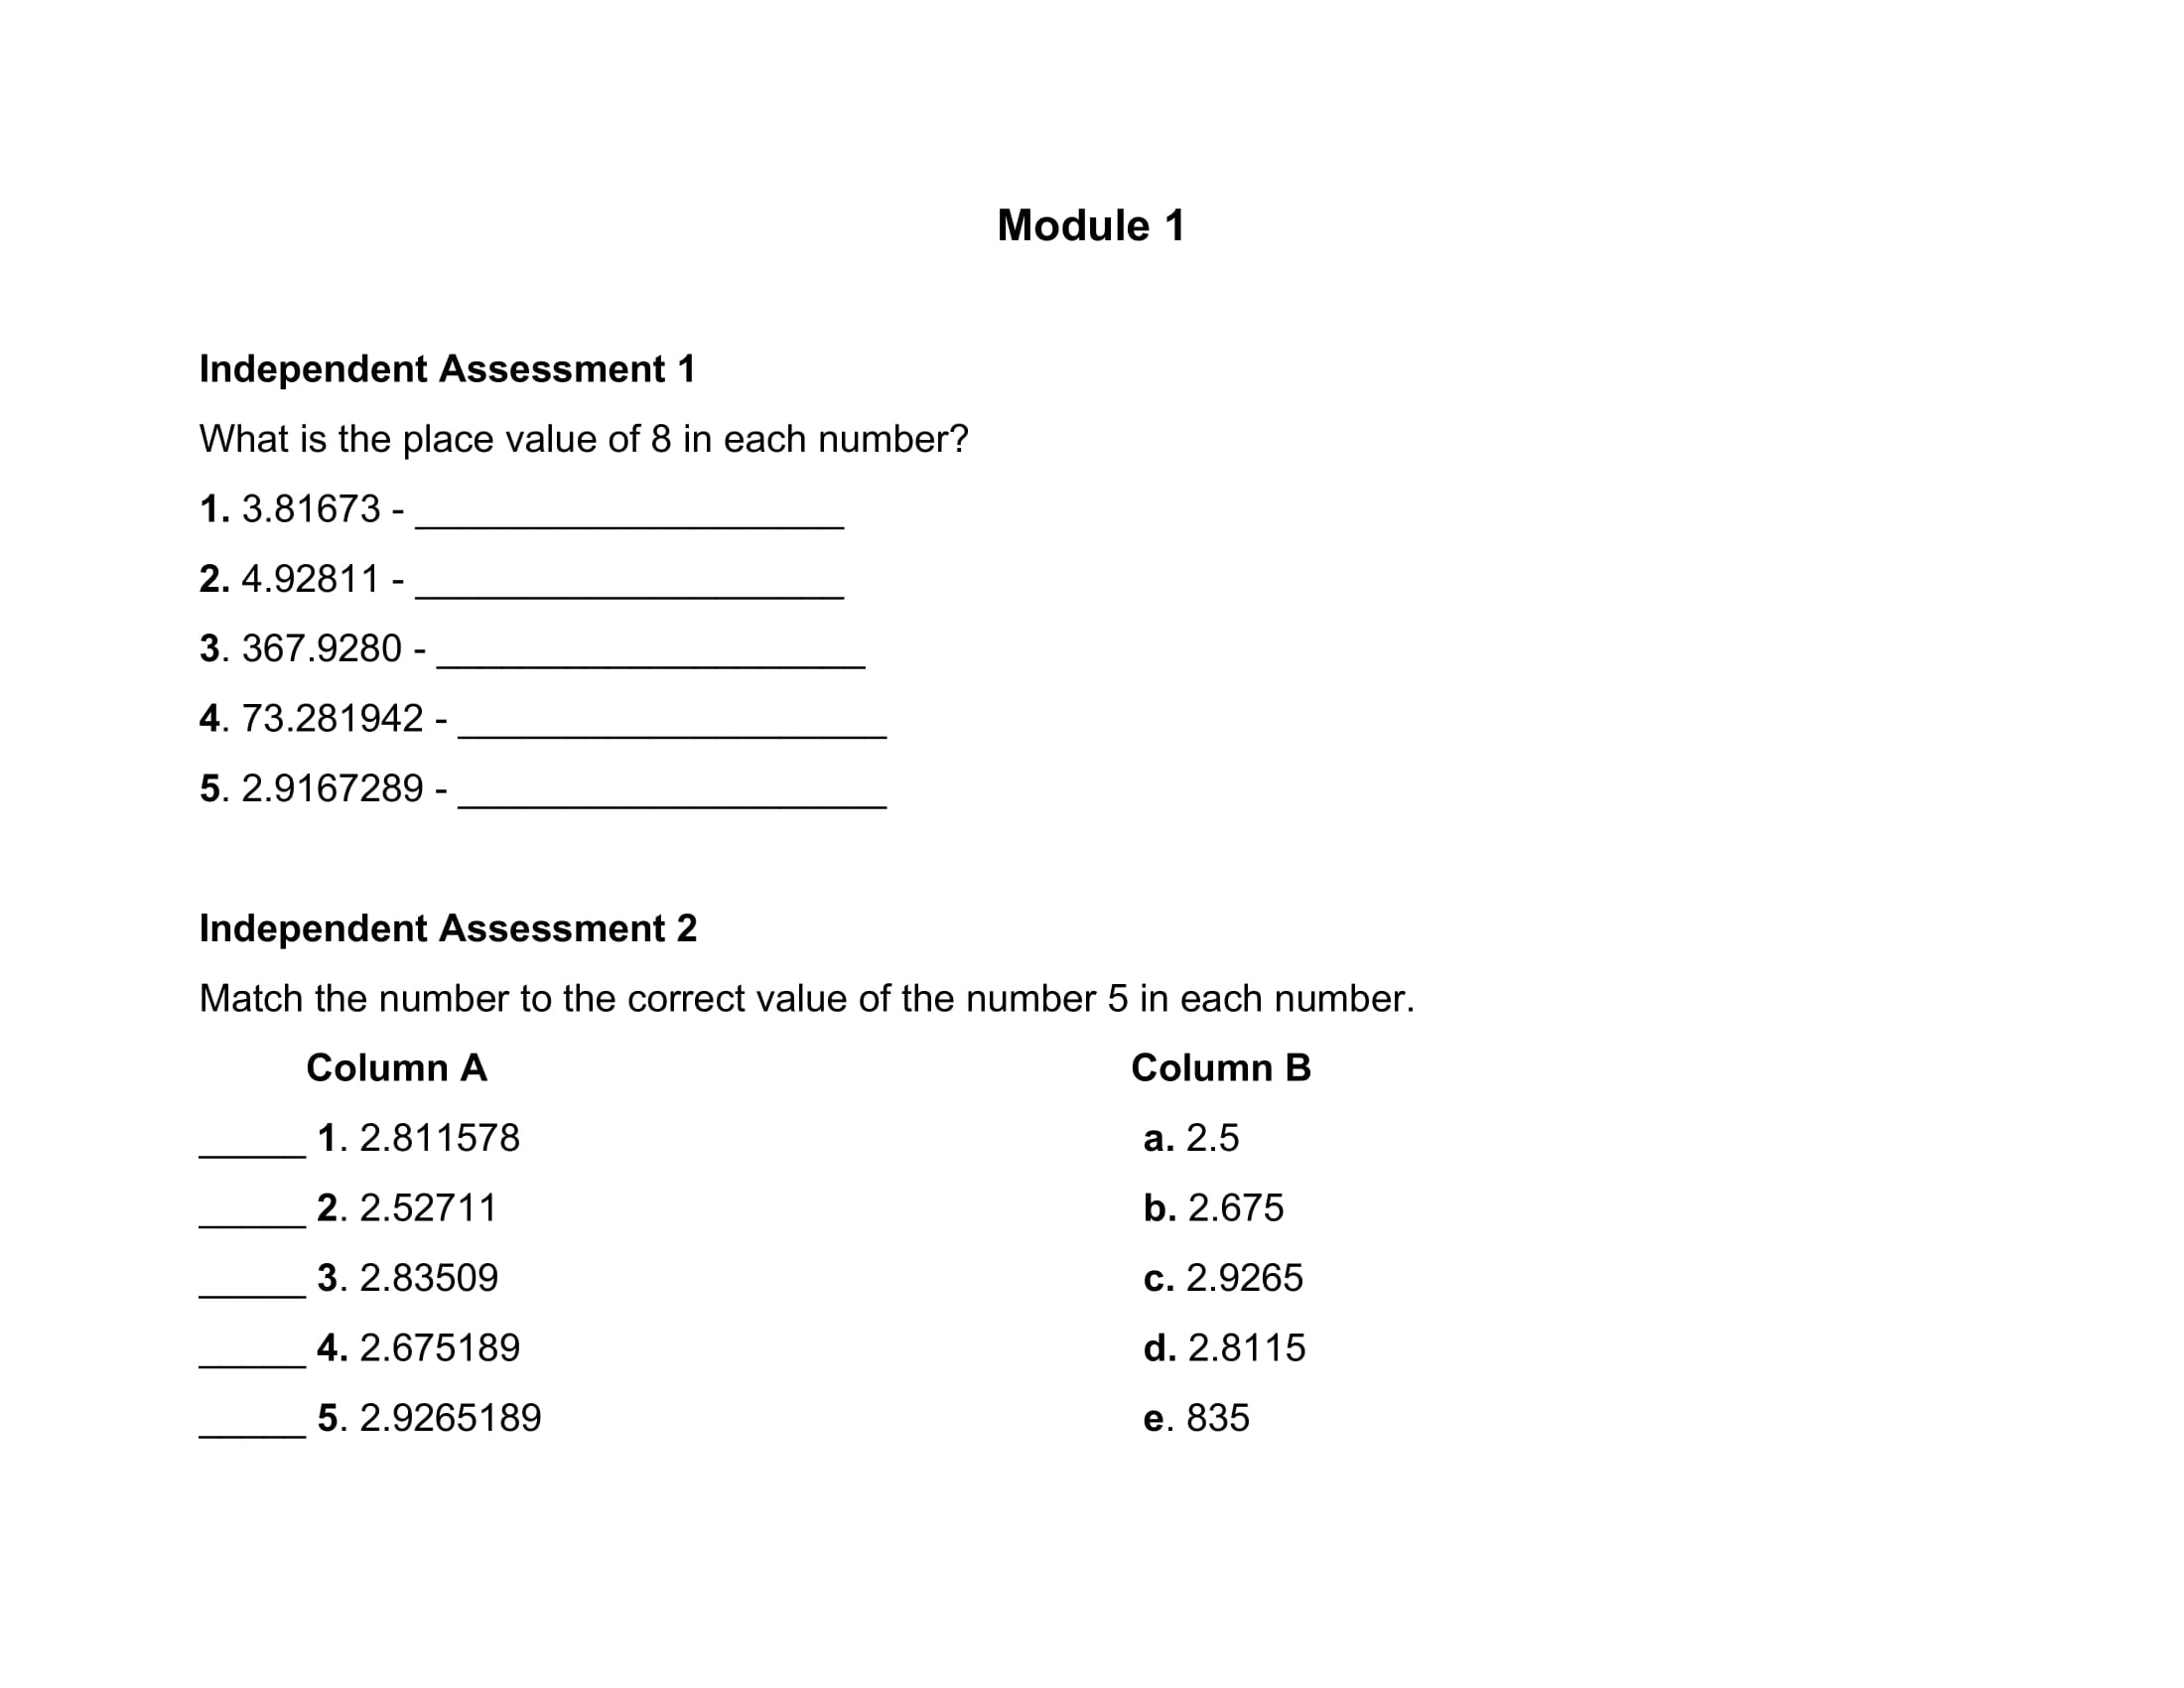 Module 1
Independent Assessment 1
What is the place value of 8 in each number?
1. 3.81673 - ____________________
2. 4.92811 - ____________________
3. 367.9280 - ____________________
4. 73.281942 - ____________________
5. 2.9167289 - ____________________
Independent Assessment 2
Match the number to the correct value of the number 5 in each number.
Column A Column B
_____ 1. 2.811578 a. 2.5
_____ 2. 2.52711 b. 2.675
_____ 3. 2.83509 c. 2.9265
_____ 4. 2.675189 d. 2.8115
_____ 5. 2.9265189 e. 835